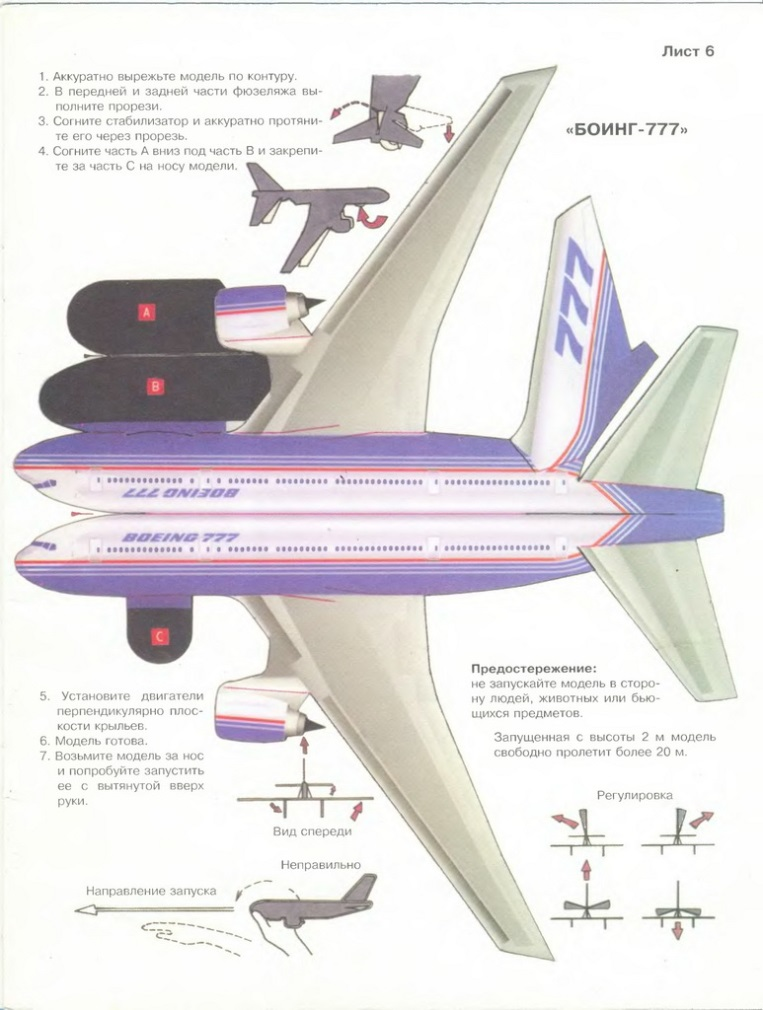 Лист 6
1. Аккуратно вырежьте модель по контуру.
2. В передней и задней части фюзеляжа вы-
полните прорези.
3. Согните стабилизатор и аккуратно протяни-
те его через прорезь.
4. Согните часть А вниз под часть В и закрепи-
те за часть С на носу модели.
«БОИНГ-777»
777
A
B
BOEING 777
BOEING 777
C
Предостережение:
не запускайте модель в сторо-
ну людей, животных или бью-
щихся предметов.
Запущенная с высоты 2 м модель
свободно пролетит более 20 м.
5. Установите двигатели
перпендикулярно плос-
кости крыльев.
6. Модель готова.
7. Возьмите модель за нос
и попробуйте запустить
ее с вытянутой вверх
руки.
Вид спереди
Регулировка
Неправильно
Направление запуска